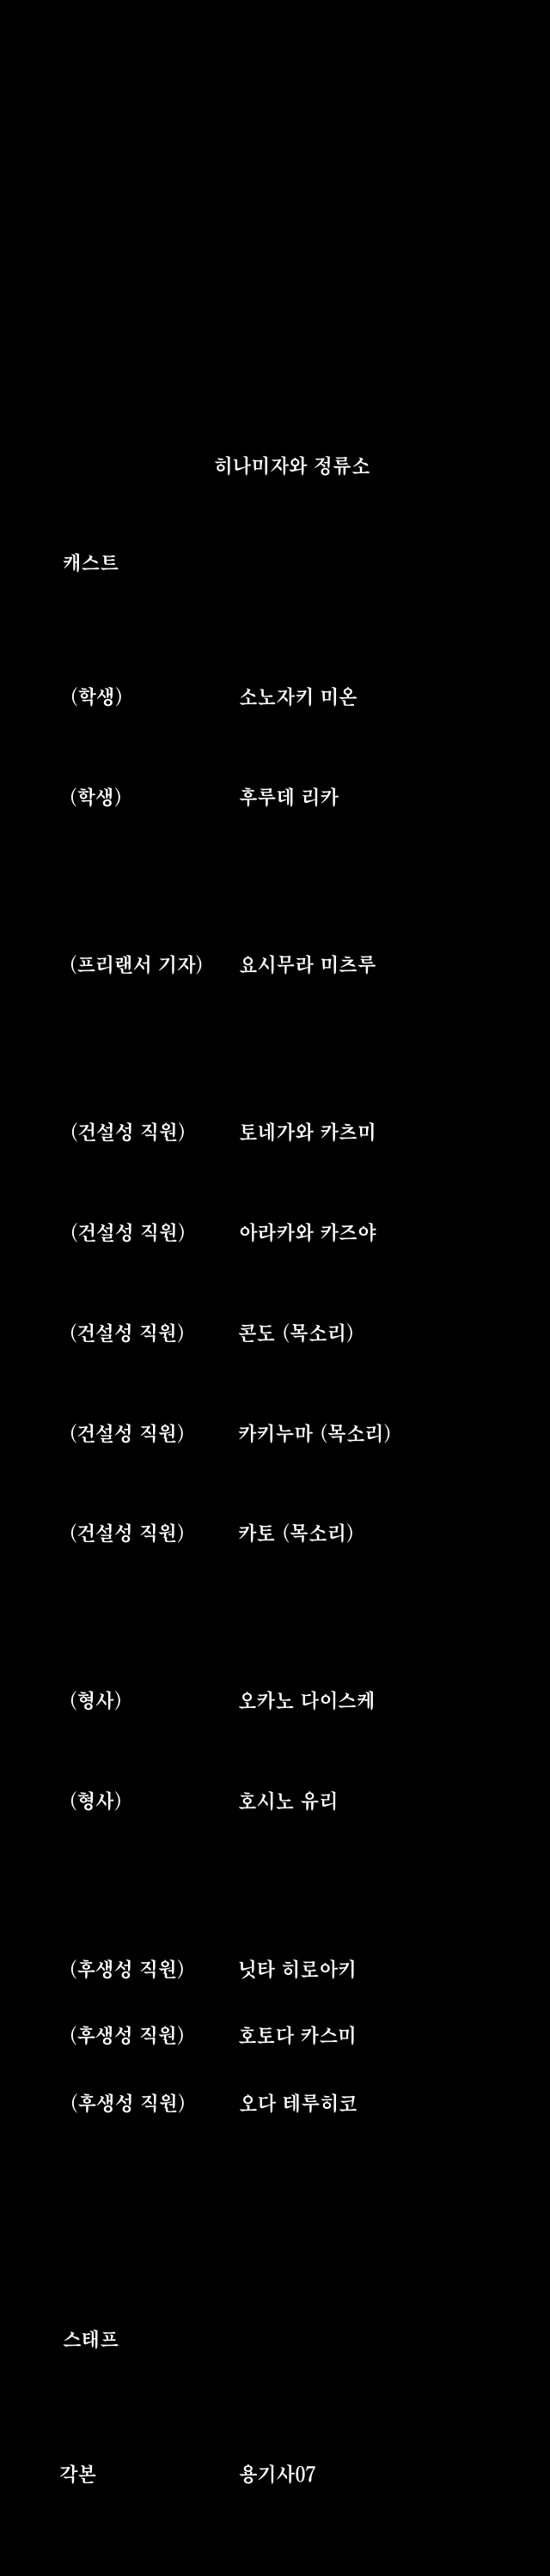 히나미자와 정류소
캐스트
(학생) 소노자키 미온
(학생) 후루데 리카
(프리랜서 기자) 요시무라 미츠루
(건설성 직원) 토네가와 카츠미
(건설성 직원) 아라카와 카즈야
(건설성 직원) 콘도 (목소리)
(건설성 직원) 카키누마 (목소리)
(건설성 직원) 카토 (목소리)
(형사) 오카노 다이스케
(형사) 호시노 유리
(후생성 직원) 닛타 히로아키
(후생성 직원) 호토다 카스미
(후생성 직원) 오다 테루히코
스태프
각본 용기사07